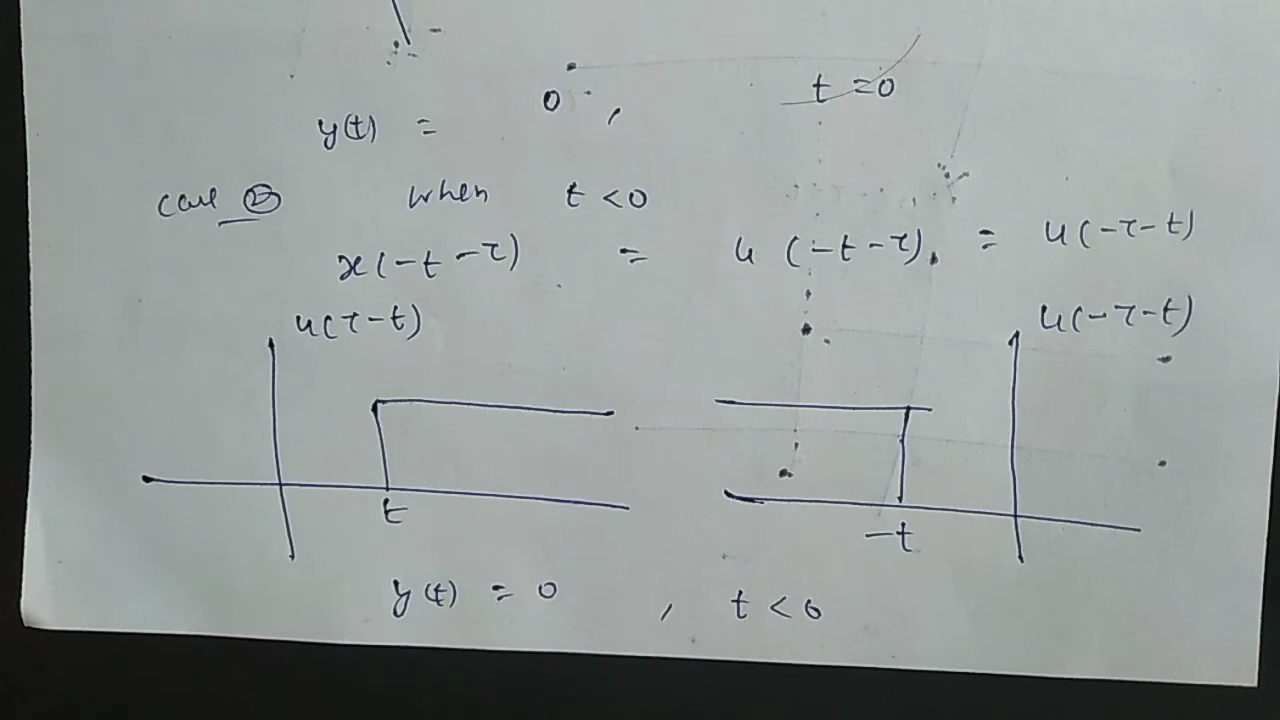 0 , t=0
y(t) =
case ② when t <0
x(-t-τ) = u(-t-τ) = u(-τ-t)
u(τ-t) u(-τ-t)
t -t
y(t) = 0 , t<0